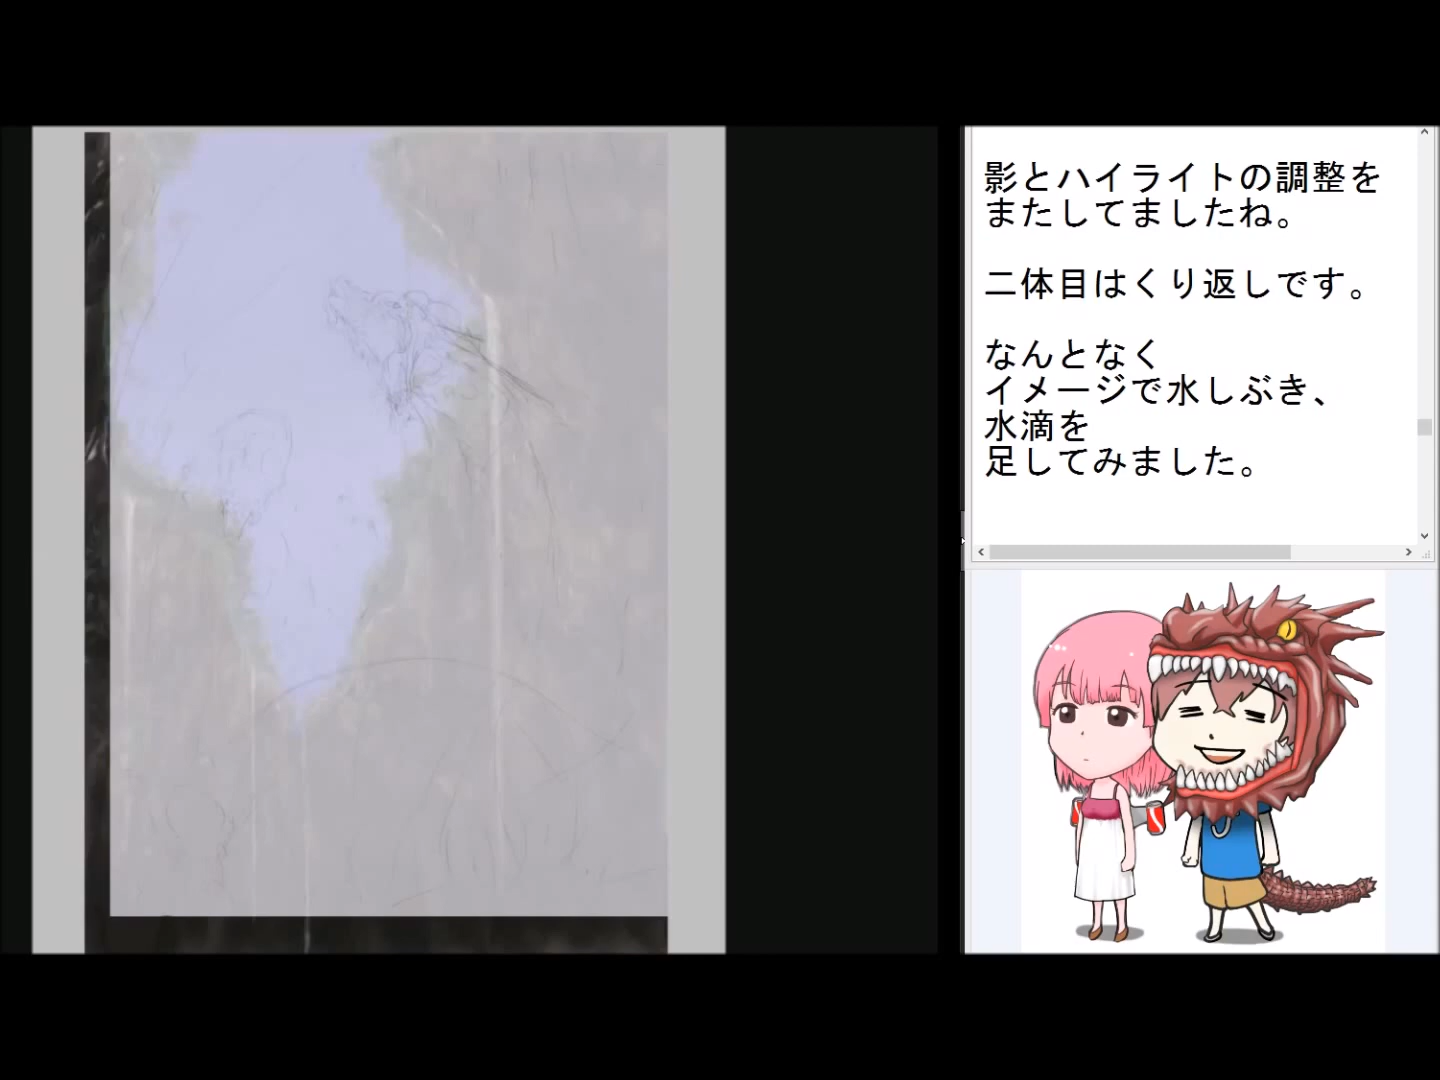 影とハイライトの調整を
またしてましたね。
二体目はくり返しです。
なんとなく
イメージで水しぶき、
水滴を
足してみました。